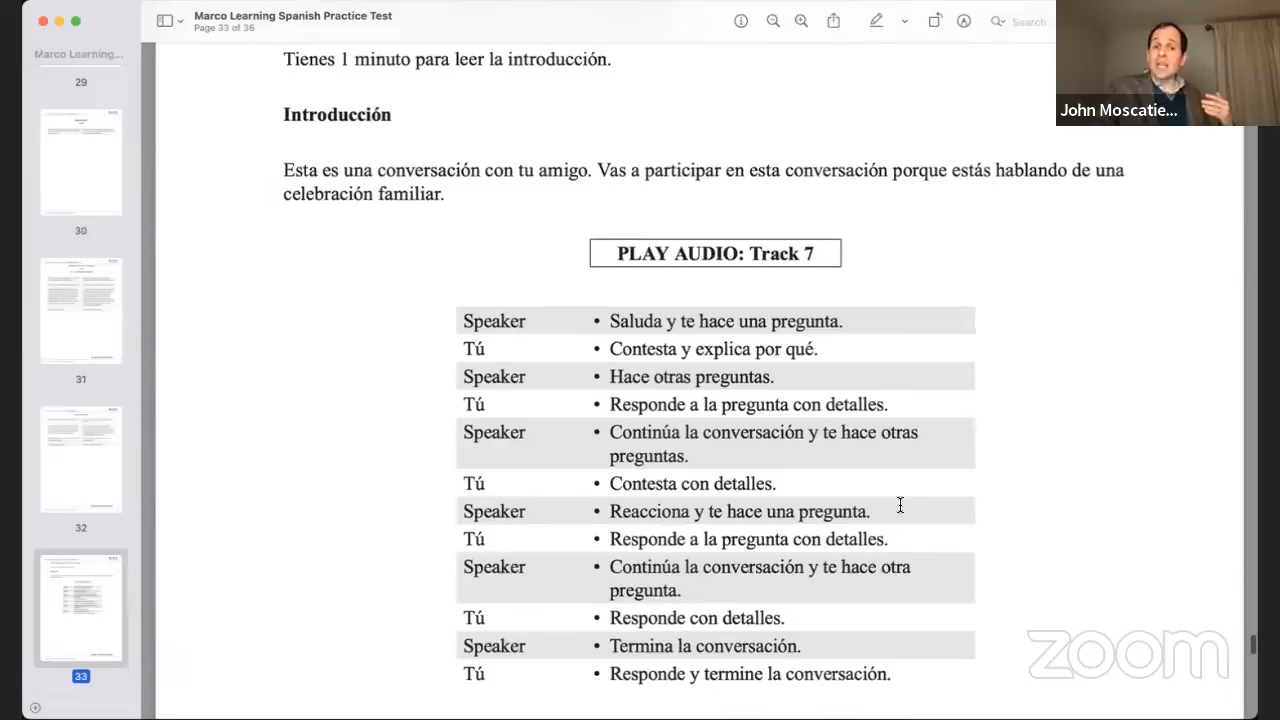 Marco Learning Spanish Practice Test
Page 33 of 36
Search
Marco Learning...
29
30
31
32
33
John Moscatie...
Tienes 1 minuto para leer la introducción.
Introducción
Esta es una conversación con tu amigo. Vas a participar en esta conversación porque estás hablando de una
celebración familiar.
PLAY AUDIO: Track 7
Speaker • Saluda y te hace una pregunta.
Tú • Contesta y explica por qué.
Speaker • Hace otras preguntas.
Tú • Responde a la pregunta con detalles.
Speaker • Continúa la conversación y te hace otras
preguntas.
Tú • Contesta con detalles.
Speaker • Reacciona y te hace una pregunta.
Tú • Responde a la pregunta con detalles.
Speaker • Continúa la conversación y te hace otra
pregunta.
Tú • Responde con detalles.
Speaker • Termina la conversación.
Tú • Responde y termine la conversación.
zoom